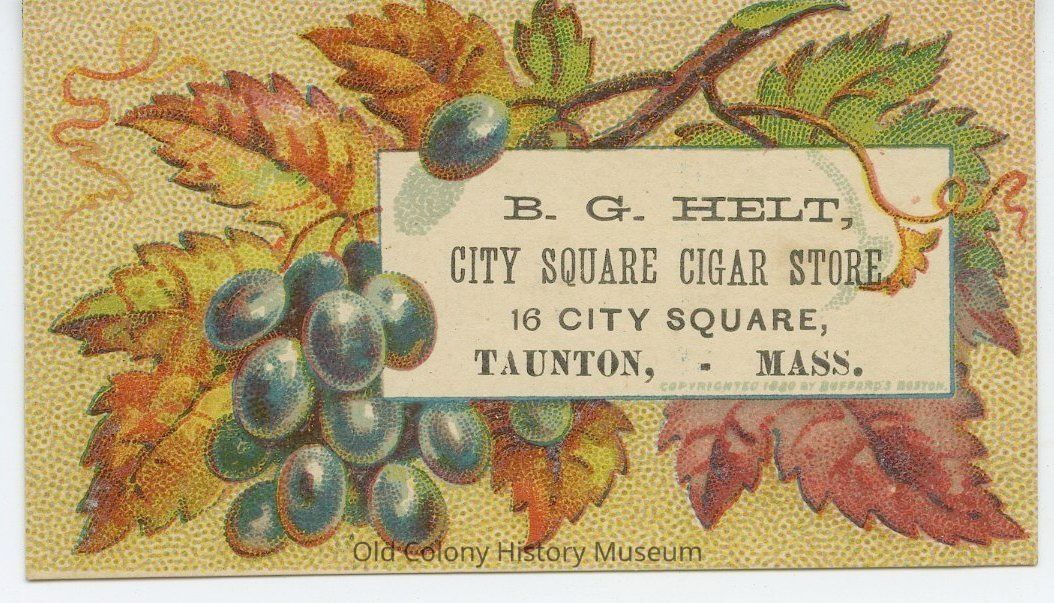 B. G. HELT,
CITY SQUARE CIGAR STORE
16 CITY SQUARE,
TAUNTON, - MASS.
COPYRIGHTED 1880 BY BUFFORD'S BOSTON.
Old Colony History Museum